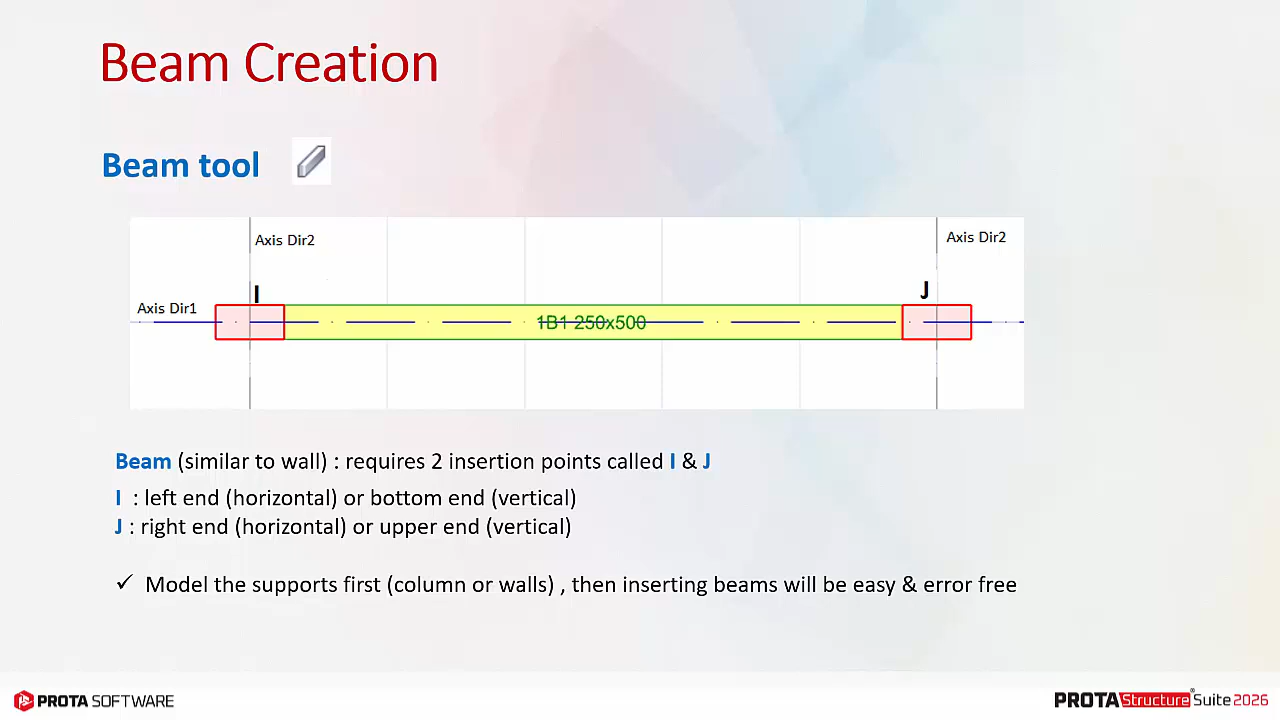 Beam Creation
Beam tool
Axis Dir2
Axis Dir2
I
J
Axis Dir1
1B1 250x500
Beam (similar to wall) : requires 2 insertion points called I & J
I : left end (horizontal) or bottom end (vertical)
J : right end (horizontal) or upper end (vertical)
✓ Model the supports first (column or walls) , then inserting beams will be easy & error free
PROTA SOFTWARE
PROTAStructure®Suite2026